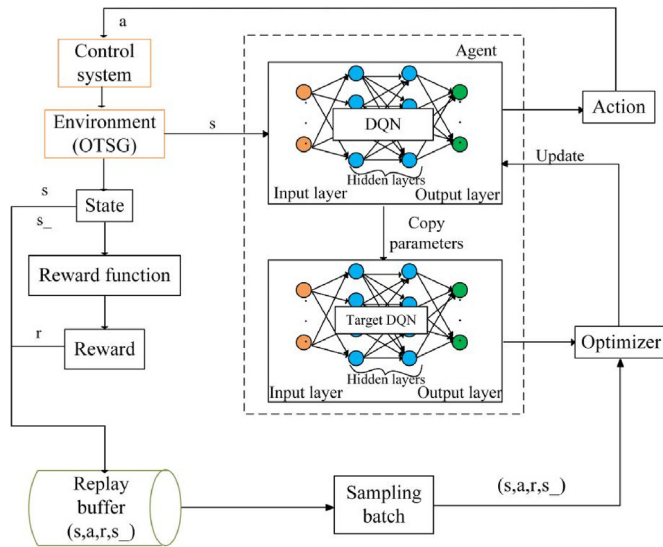 a
Control
system
Agent
Environment
(OTSG)
s
DQN
Hidden layers
Input layer
Output layer
Action
Update
s
s_
State
Copy
parameters
Reward function
Target DQN
Hidden layers
Input layer
Output layer
r
Reward
Optimizer
Replay
buffer
(s,a,r,s_)
Sampling
batch
(s,a,r,s_)